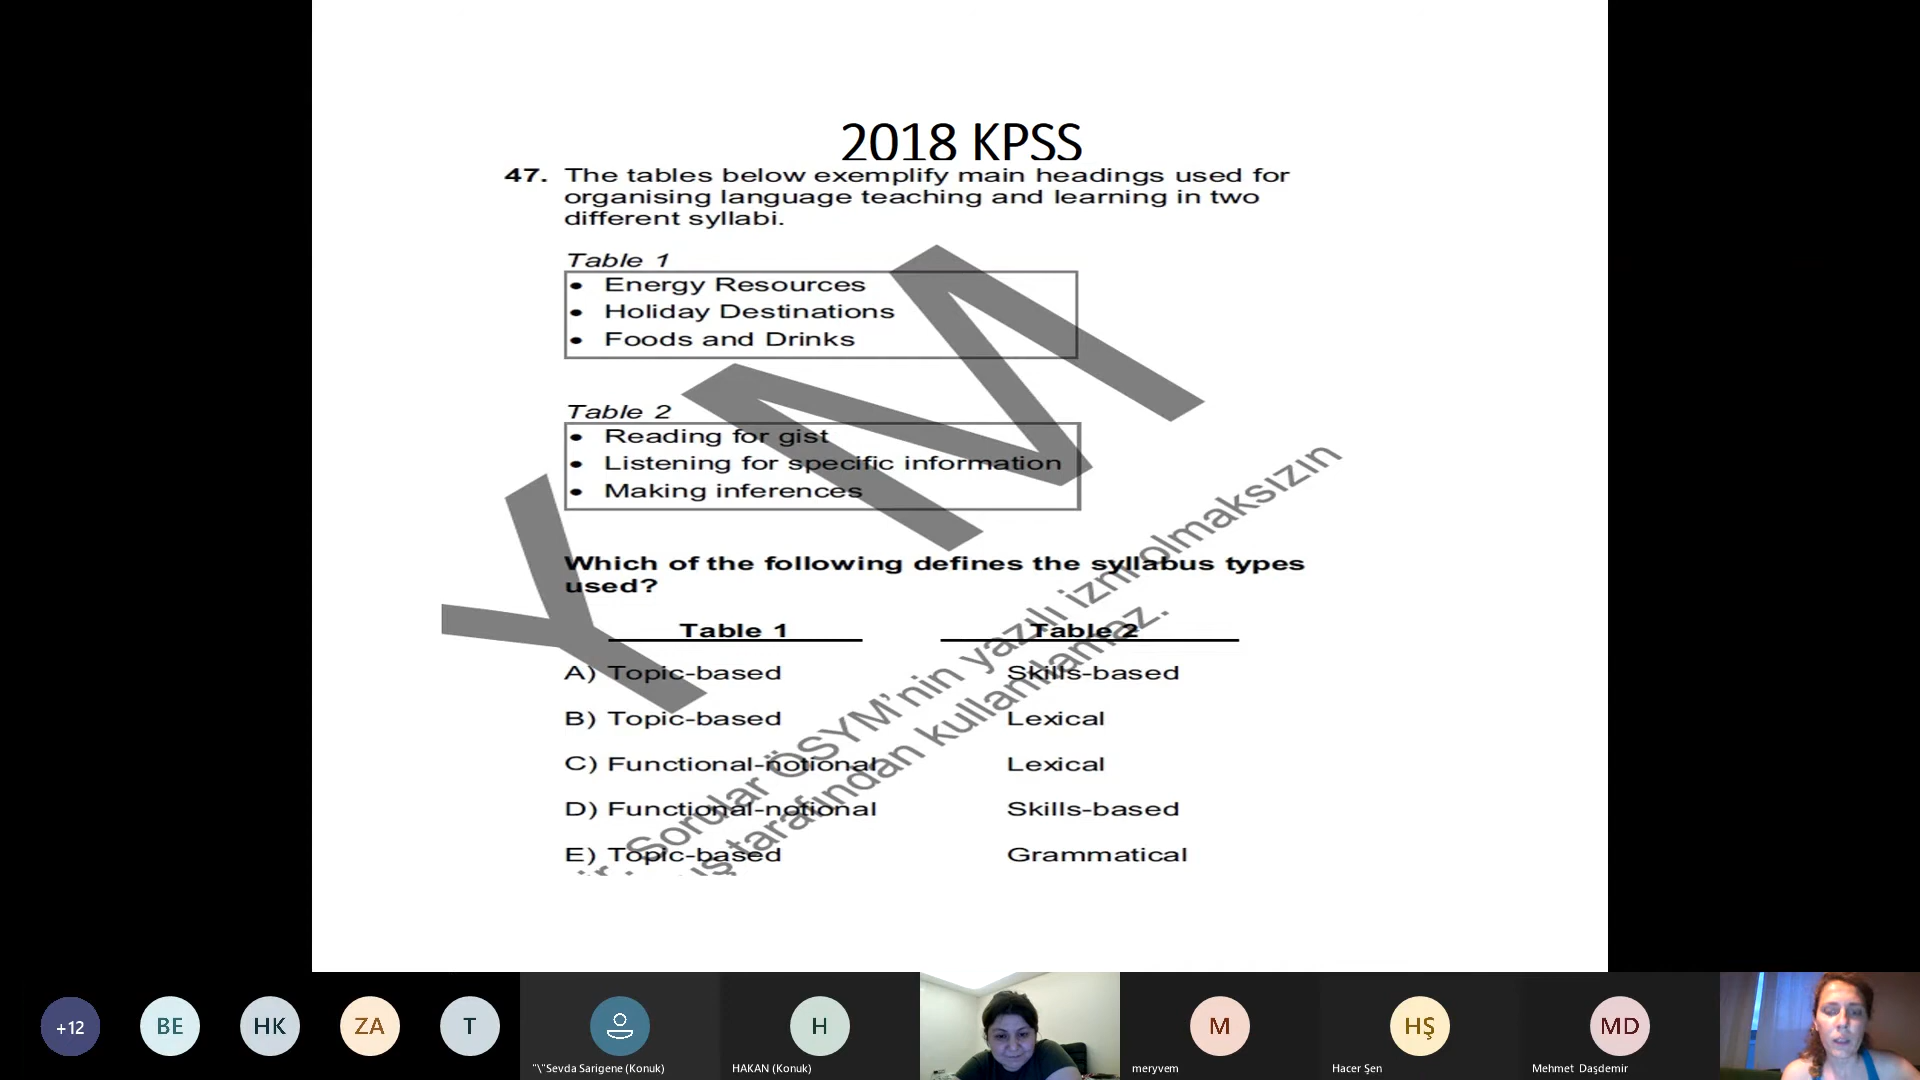 2018 KPSS
47. The tables below exemplify main headings used for
organising language teaching and learning in two
different syllabi.
Table 1
• Energy Resources
• Holiday Destinations
• Foods and Drinks
Table 2
• Reading for gist
• Listening for specific information
• Making inferences
Which of the following defines the syllabus types
used?
Table 1 Table 2
A) Topic-based Skills-based
B) Topic-based Lexical
C) Functional-notional Lexical
D) Functional-notional Skills-based
E) Topic-based Grammatical
Y M
Sorular ÖSYM'nin yazılı izni olmaksızın
tarafından kullanılamaz.
+12
BE
HK
ZA
T
"\"Sevda Sarigene (Konuk)
H
HAKAN (Konuk)
M
meryvem
HŞ
Hacer Şen
MD
Mehmet Daşdemir